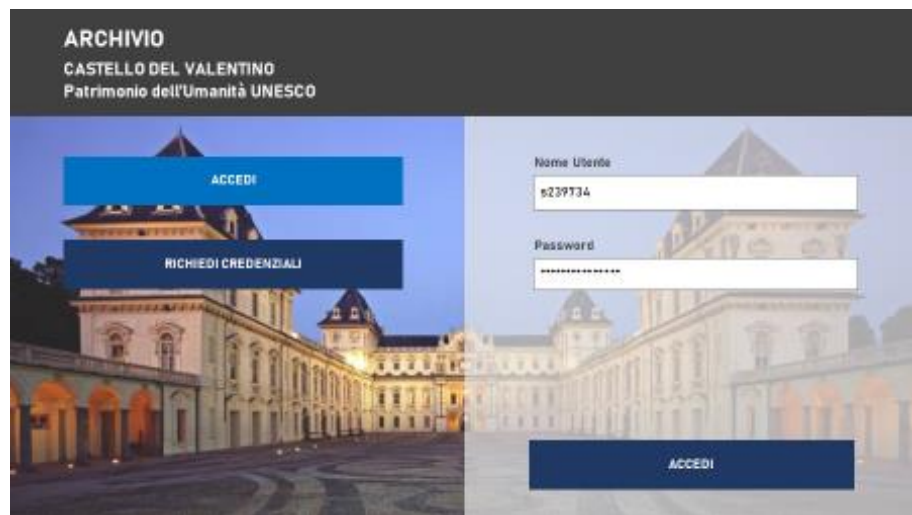 ARCHIVIO
CASTELLO DEL VALENTINO
Patrimonio dell'Umanità UNESCO
ACCEDI
RICHIEDI CREDENZIALI
Nome Utente
s239734
Password
ACCEDI